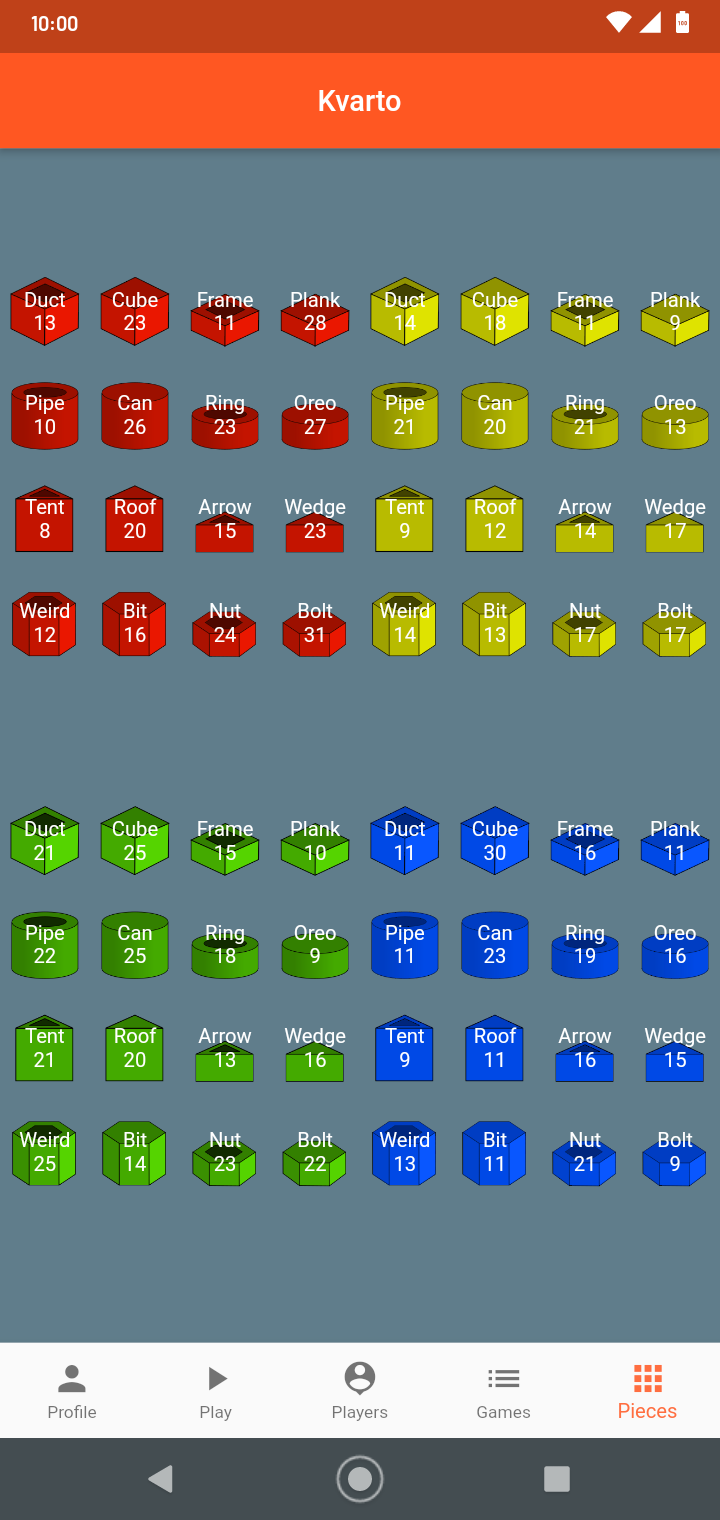 10:00
100
Kvarto
Duct Cube Frame Plank Duct Cube Frame Plank
13 23 11 28 14 18 11 9
Pipe Can Ring Oreo Pipe Can Ring Oreo
10 26 23 27 21 20 21 13
Tent Roof Arrow Wedge Tent Roof Arrow Wedge
8 20 15 23 9 12 14 17
Weird Bit Nut Bolt Weird Bit Nut Bolt
12 16 24 31 14 13 17 17
Duct Cube Frame Plank Duct Cube Frame Plank
21 25 15 10 11 30 16 11
Pipe Can Ring Oreo Pipe Can Ring Oreo
22 25 18 9 11 23 19 16
Tent Roof Arrow Wedge Tent Roof Arrow Wedge
21 20 13 16 9 11 16 15
Weird Bit Nut Bolt Weird Bit Nut Bolt
25 14 23 22 13 11 21 9
Profile Play Players Games Pieces